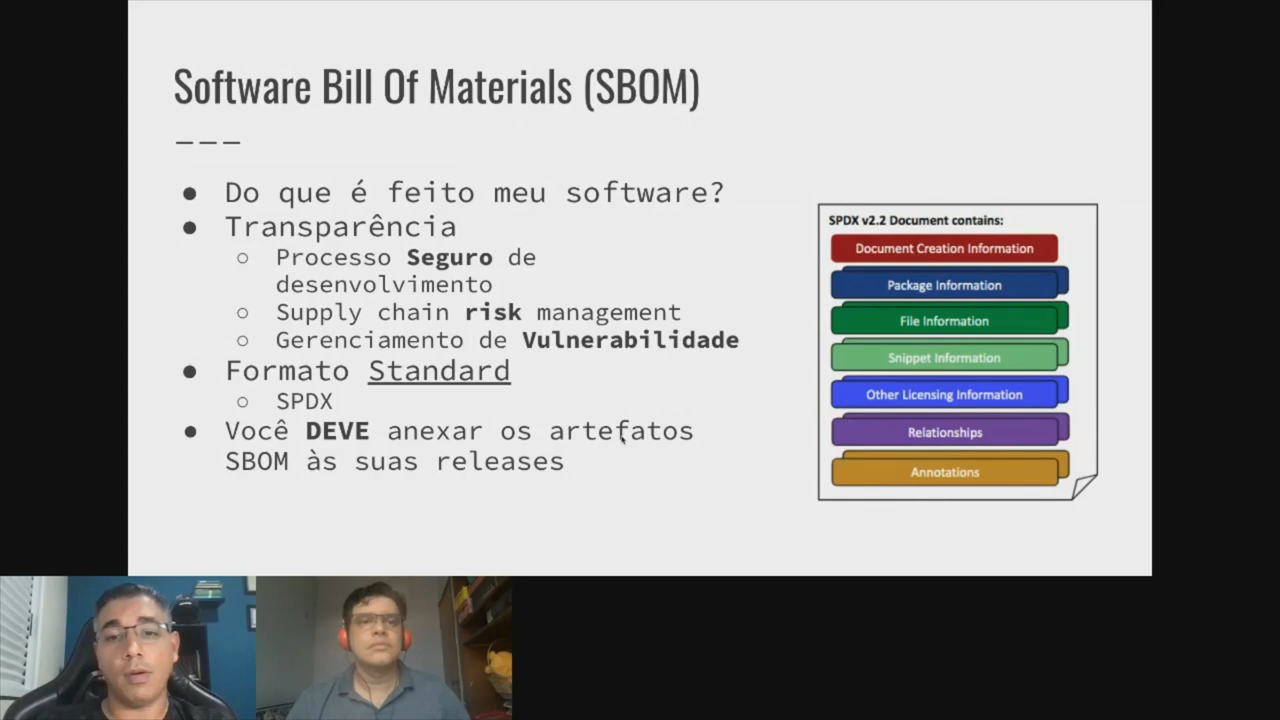 Software Bill Of Materials (SBOM)
___
● Do que é feito meu software?
● Transparência
○ Processo Seguro de
desenvolvimento
○ Supply chain risk management
○ Gerenciamento de Vulnerabilidade
● Formato Standard
○ SPDX
● Você DEVE anexar os artefatos
SBOM às suas releases
SPDX v2.2 Document contains:
Document Creation Information
Package Information
File Information
Snippet Information
Other Licensing Information
Relationships
Annotations